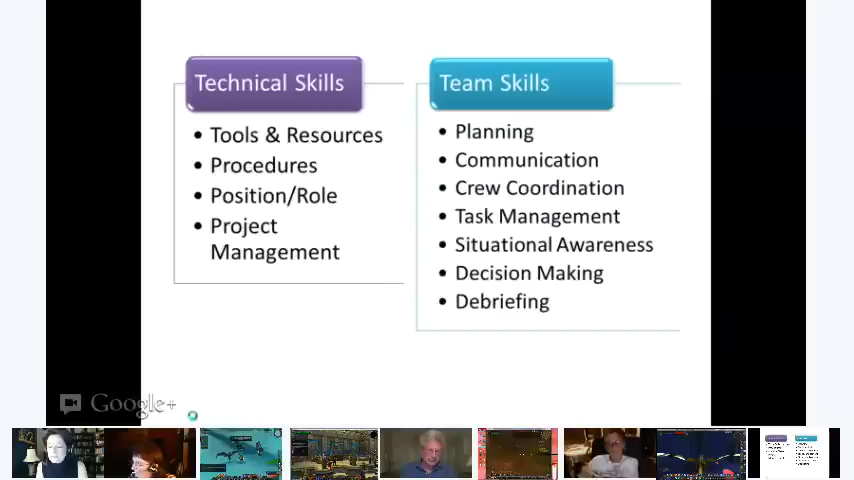 Technical Skills
• Tools & Resources
• Procedures
• Position/Role
• Project
Management
Team Skills
• Planning
• Communication
• Crew Coordination
• Task Management
• Situational Awareness
• Decision Making
• Debriefing
Google+